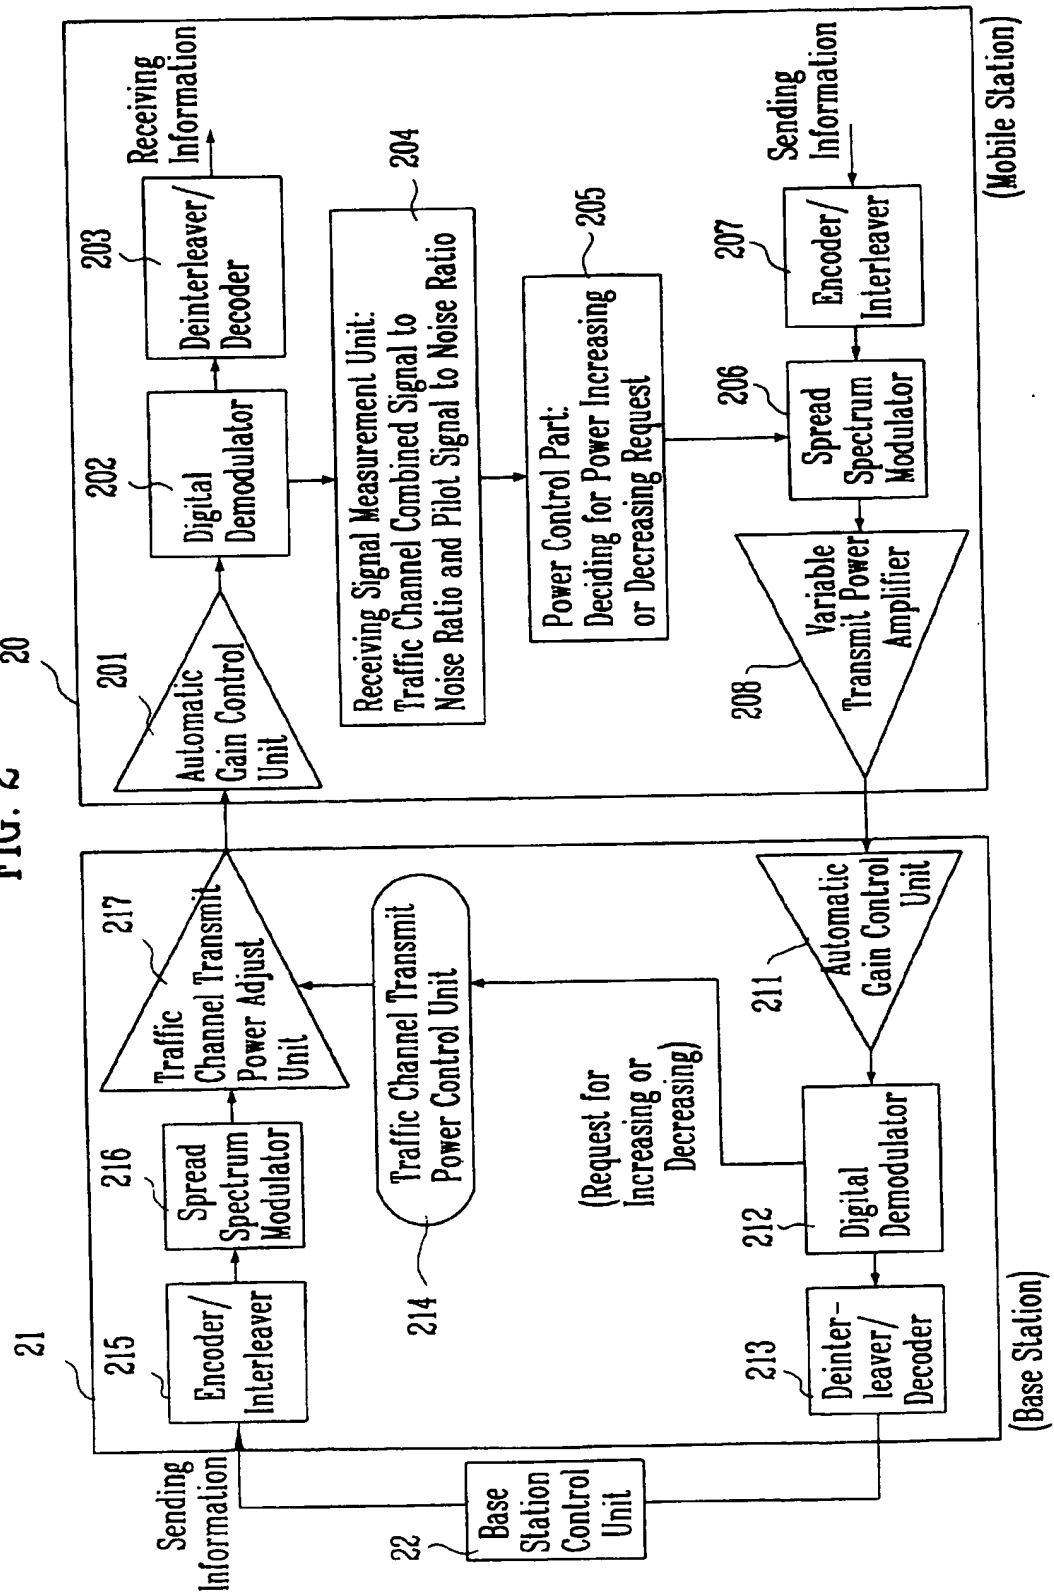 FIG. 2
20
201
Automatic
Gain Control
Unit
202
Digital
Demodulator
203
Deinterleaver/
Decoder
Receiving
Information
204
Receiving Signal Measurement Unit:
Traffic Channel Combined Signal to
Noise Ratio and Pilot Signal to Noise Ratio
205
Power Control Part:
Deciding for Power Increasing
or Decreasing Request
Sending
Information
207
Encoder/
Interleaver
206
Spread
Spectrum
Modulator
208
Variable
Transmit Power
Amplifier
(Mobile Station)
21
Sending
Information
215
Encoder/
Interleaver
216
Spread
Spectrum
Modulator
217
Traffic
Channel Transmit
Power Adjust
Unit
214
Traffic Channel Transmit
Power Control Unit
(Request for
Increasing or
Decreasing)
211
Automatic
Gain Control
Unit
212
Digital
Demodulator
213
Deinter-
leaver/
Decoder
22
Base
Station
Control
Unit
(Base Station)